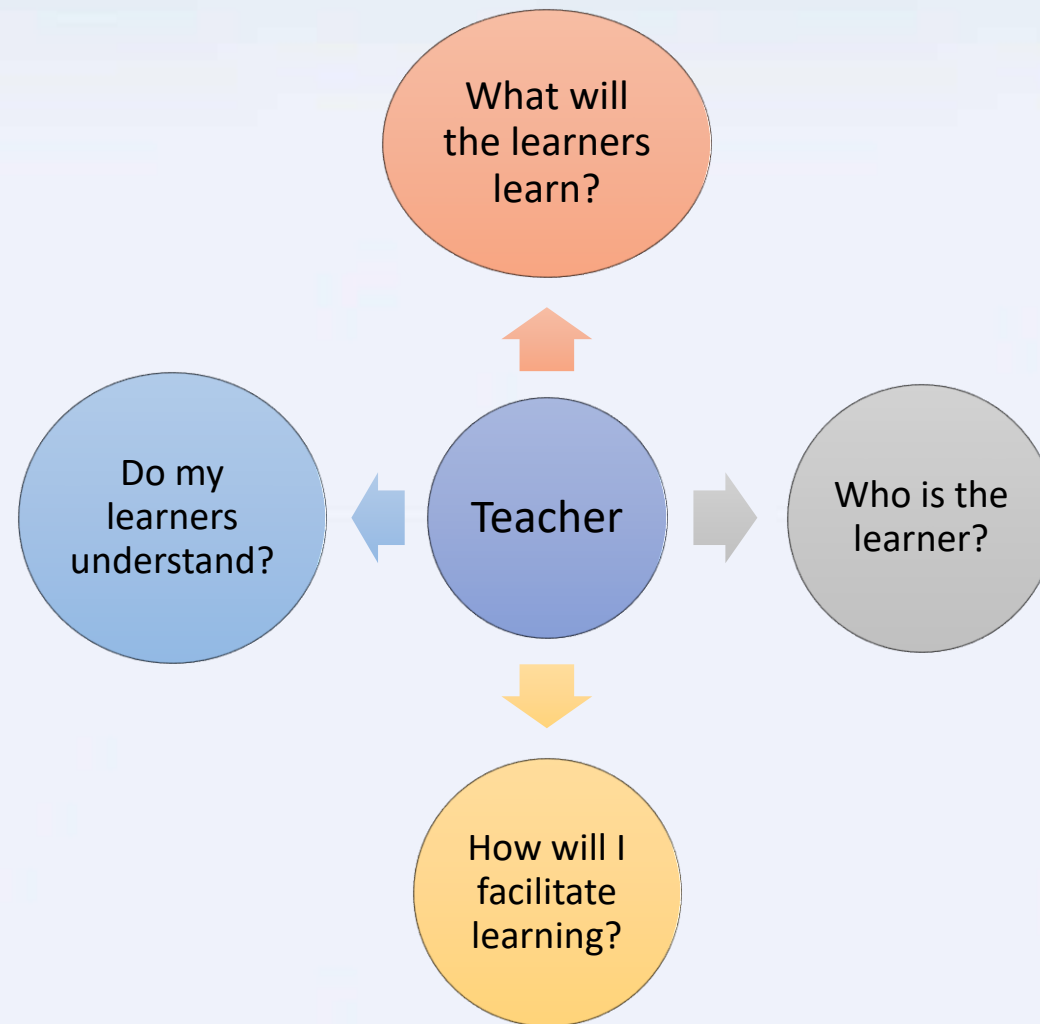 What will
the learners
learn?
Do my
learners
understand?
Teacher
Who is the
learner?
How will I
facilitate
learning?